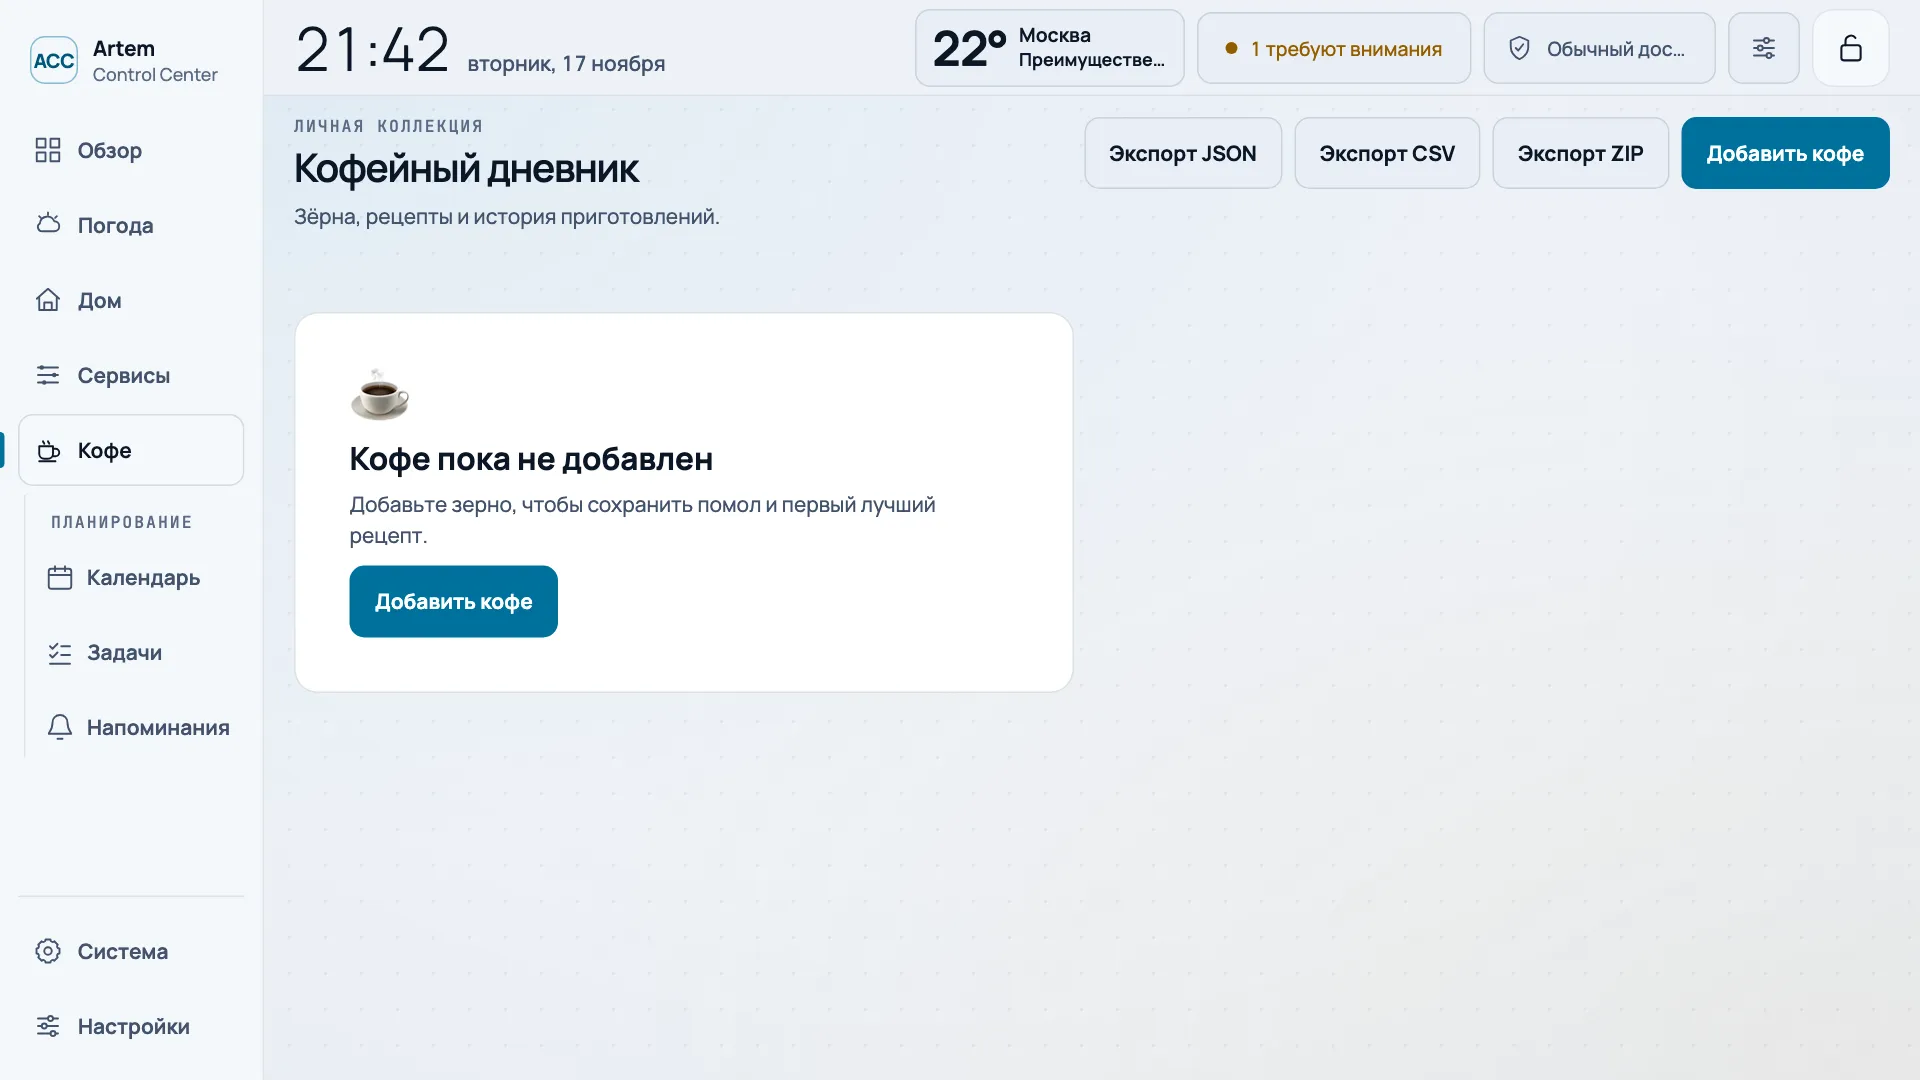 ACC
Artem
Control Center
Обзор
Погода
Дом
Сервисы
Кофе
ПЛАНИРОВАНИЕ
Календарь
Задачи
Напоминания
Система
Настройки
21:42
вторник, 17 ноября
22°
Москва
Преимуществе...
1 требуют внимания
Обычный дос...
ЛИЧНАЯ КОЛЛЕКЦИЯ
Кофейный дневник
Зёрна, рецепты и история приготовлений.
Экспорт JSON
Экспорт CSV
Экспорт ZIP
Добавить кофе
Кофе пока не добавлен
Добавьте зерно, чтобы сохранить помол и первый лучший
рецепт.
Добавить кофе